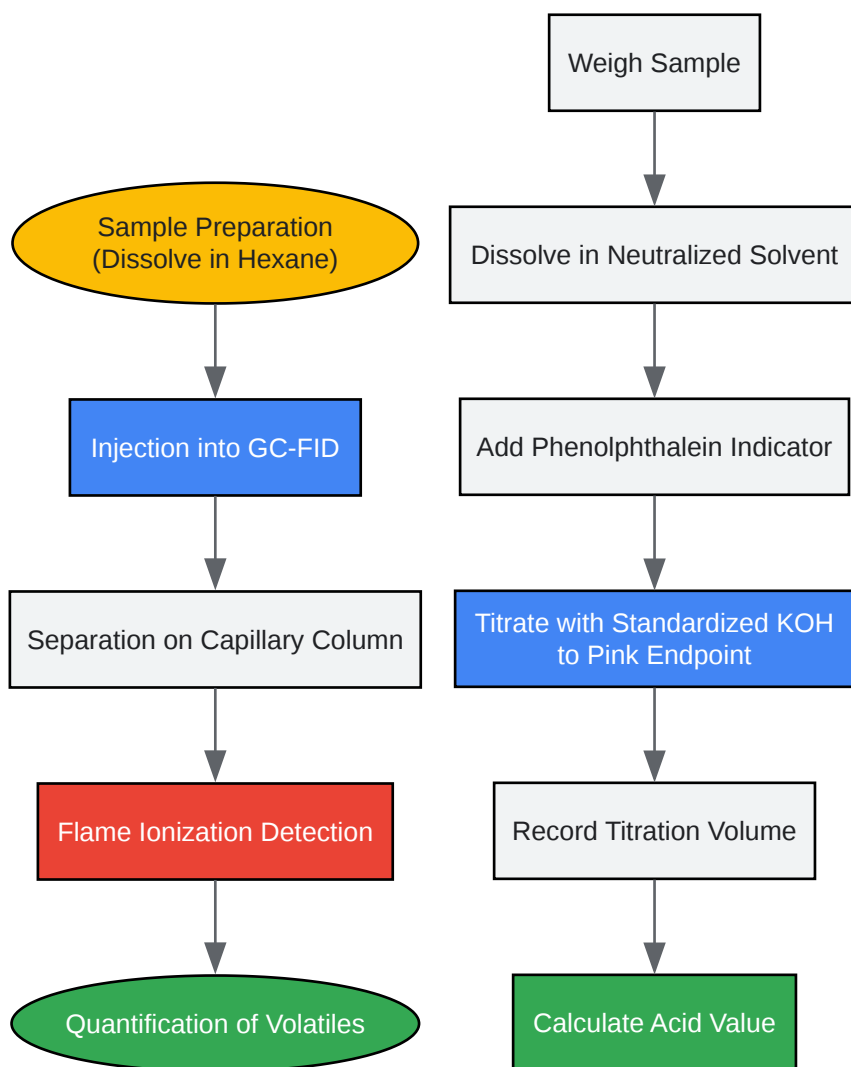 Weigh Sample
Sample Preparation
(Dissolve in Hexane)
Dissolve in Neutralized Solvent
Injection into GC-FID
Add Phenolphthalein Indicator
Separation on Capillary Column
Titrate with Standardized KOH
to Pink Endpoint
Flame Ionization Detection
Record Titration Volume
Quantification of Volatiles
Calculate Acid Value